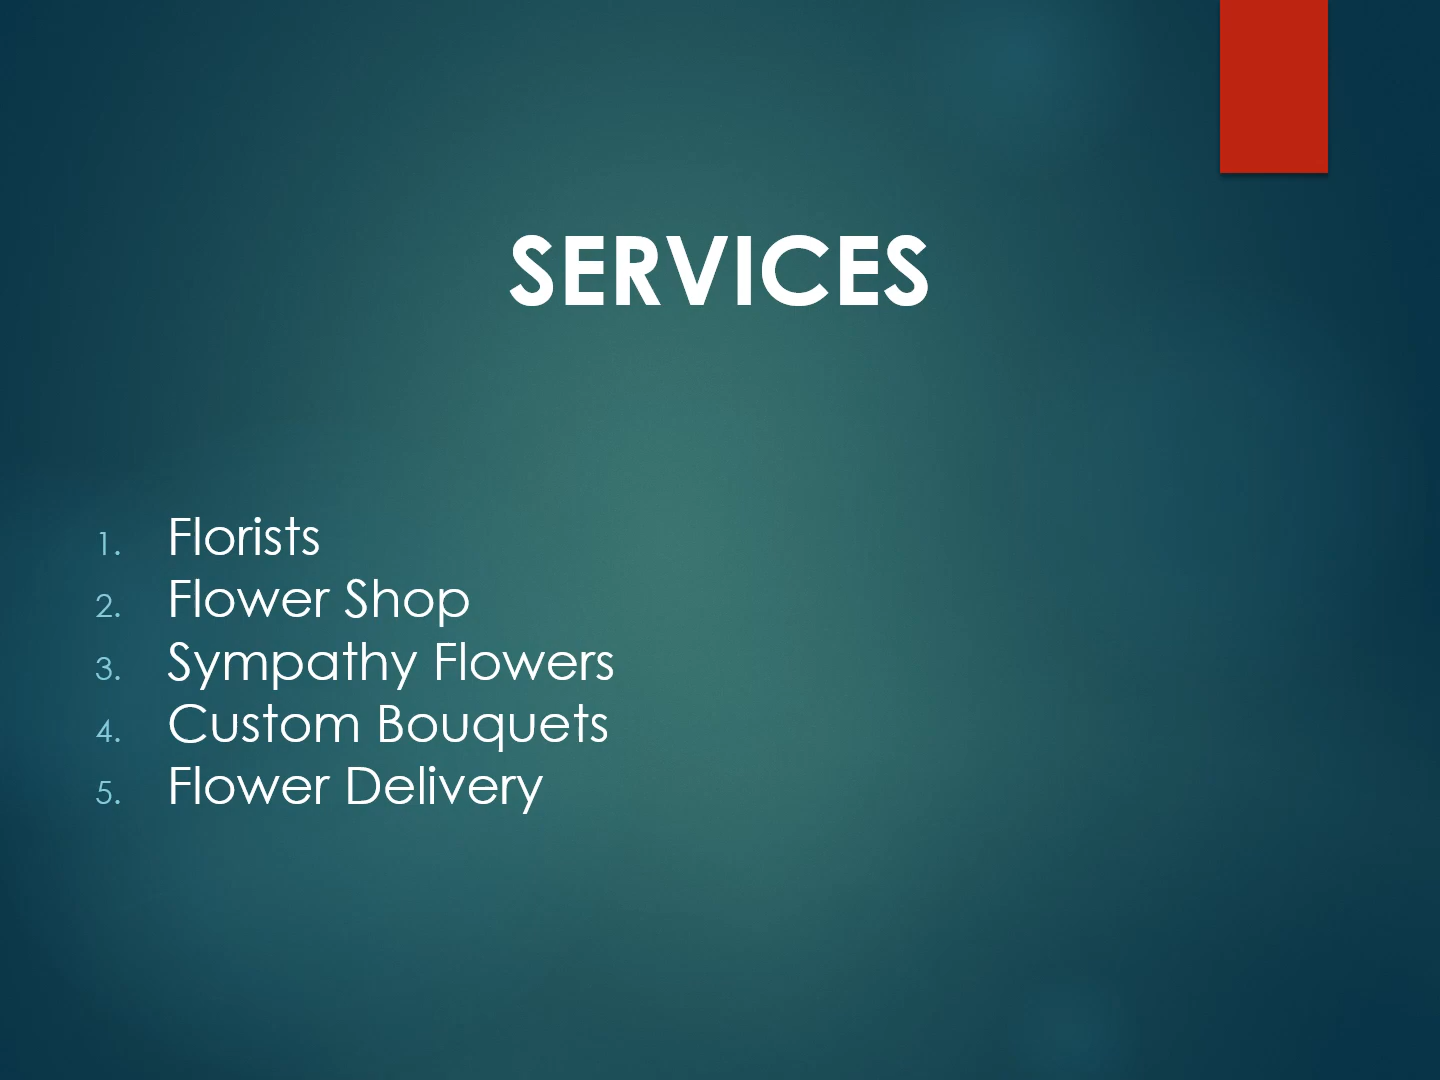 SERVICES
1. Florists
2. Flower Shop
3. Sympathy Flowers
4. Custom Bouquets
5. Flower Delivery